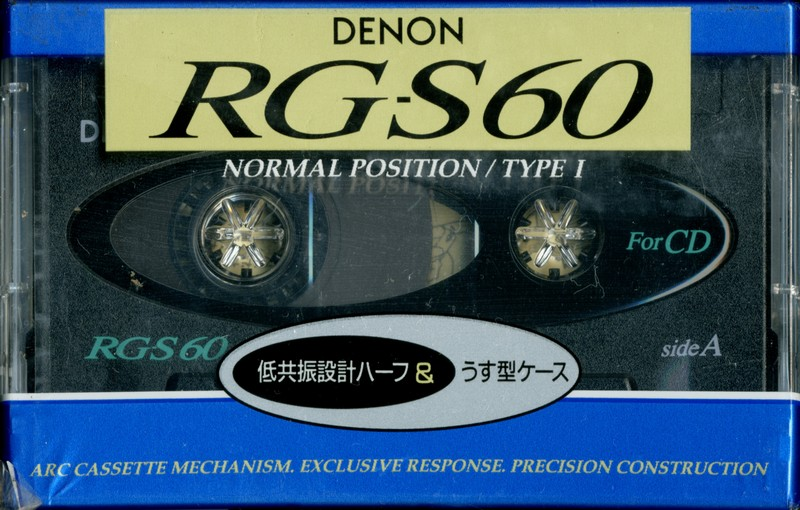 DENON
RG-S60
NORMAL POSITION / TYPE I
For CD
RG-S 60
side A
低共振設計ハーフ & うす型ケース
ARC CASSETTE MECHANISM. EXCLUSIVE RESPONSE. PRECISION CONSTRUCTION